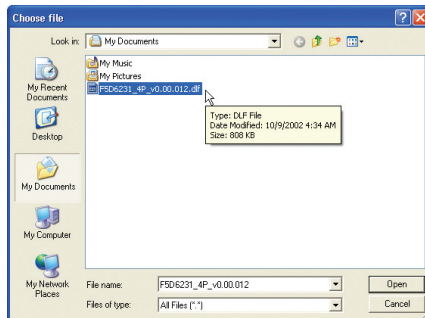 Choose file
Look in: My Documents
My Recent
Documents
Desktop
My Documents
My Computer
My Network
Places
My Music
My Pictures
F5D6231_4P_v0.00.012.dlf
Type: DLF File
Date Modified: 10/9/2002 4:34 AM
Size: 808 KB
File name: F5D6231_4P_v0.00.012 Open
Files of type: All Files (*.*) Cancel